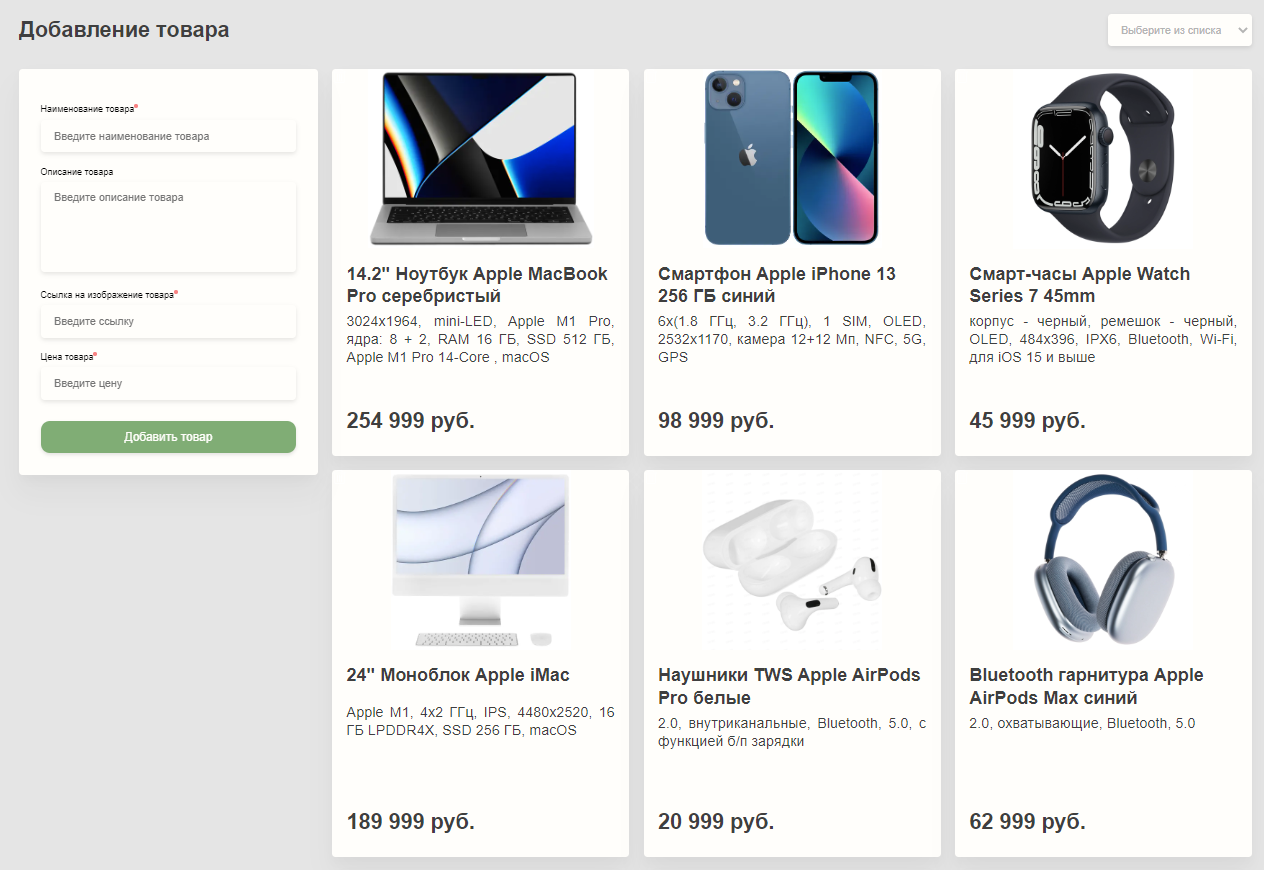 Добавление товара
Выберите из списка
Наименование товара*
Введите наименование товара
Описание товара
Введите описание товара
Ссылка на изображение товара*
Введите ссылку
Цена товара*
Введите цену
Добавить товар
14.2" Ноутбук Apple MacBook
Pro серебристый
3024x1964, mini-LED, Apple M1 Pro,
ядра: 8 + 2, RAM 16 ГБ, SSD 512 ГБ,
Apple M1 Pro 14-Core , macOS
254 999 руб.
Смартфон Apple iPhone 13
256 ГБ синий
6x(1.8 ГГц, 3.2 ГГц), 1 SIM, OLED,
2532x1170, камера 12+12 Мп, NFC, 5G,
GPS
98 999 руб.
Смарт-часы Apple Watch
Series 7 45mm
корпус - черный, ремешок - черный,
OLED, 484x396, IPX6, Bluetooth, Wi-Fi,
для iOS 15 и выше
45 999 руб.
24" Моноблок Apple iMac
Apple M1, 4x2 ГГц, IPS, 4480x2520, 16
ГБ LPDDR4X, SSD 256 ГБ, macOS
189 999 руб.
Наушники TWS Apple AirPods
Pro белые
2.0, внутриканальные, Bluetooth, 5.0, с
функцией б/п зарядки
20 999 руб.
Bluetooth гарнитура Apple
AirPods Max синий
2.0, охватывающие, Bluetooth, 5.0
62 999 руб.